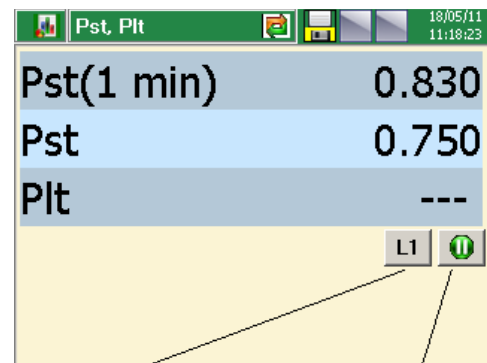 Pst, Plt
18/05/11
11:18:23
Pst(1 min) 0.830
Pst 0.750
Plt ---
L1